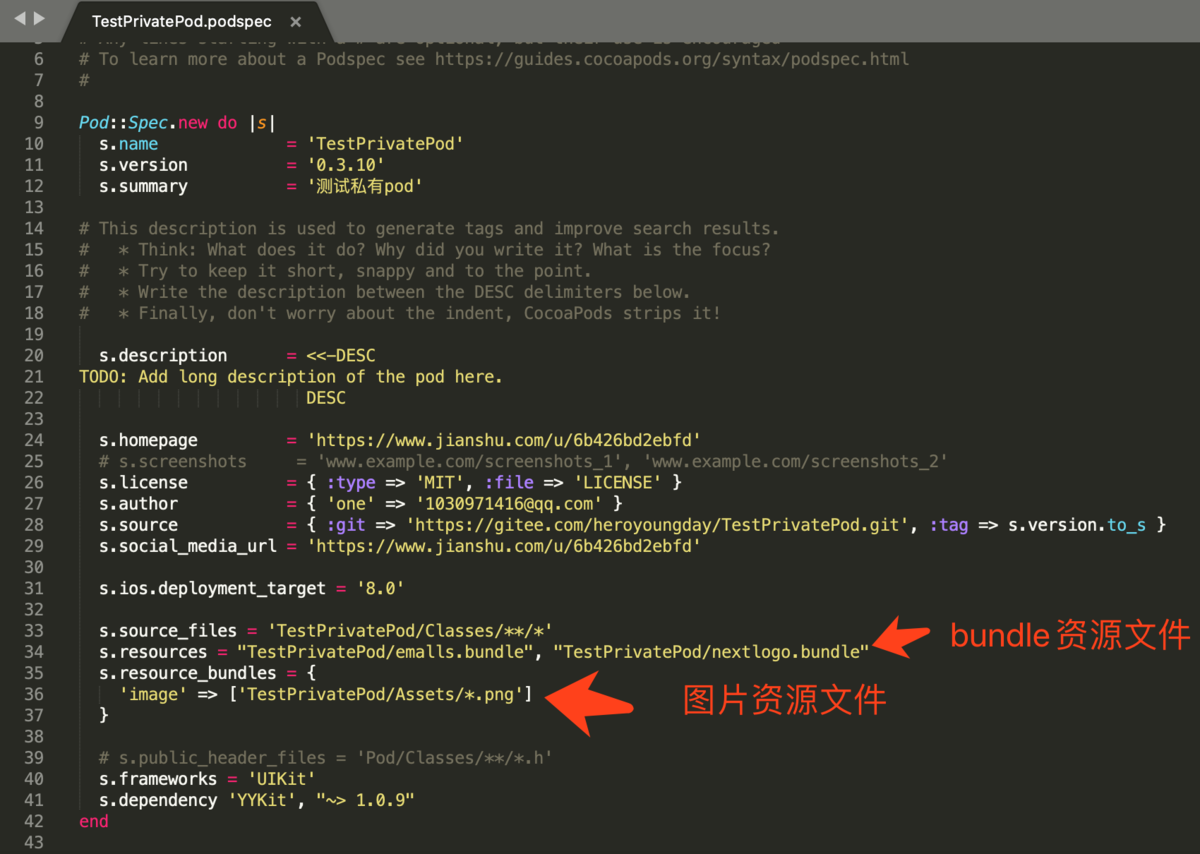 TestPrivatePod.podspec
6 # To learn more about a Podspec see https://guides.cocoapods.org/syntax/podspec.html
7 #
8
9 Pod::Spec.new do |s|
10 s.name = 'TestPrivatePod'
11 s.version = '0.3.10'
12 s.summary = '测试私有pod'
13
14 # This description is used to generate tags and improve search results.
15 # * Think: What does it do? Why did you write it? What is the focus?
16 # * Try to keep it short, snappy and to the point.
17 # * Write the description between the DESC delimiters below.
18 # * Finally, don't worry about the indent, CocoaPods strips it!
19
20 s.description = <<-DESC
21 TODO: Add long description of the pod here.
22 DESC
23
24 s.homepage = 'https://www.jianshu.com/u/6b426bd2ebfd'
25 # s.screenshots = 'www.example.com/screenshots_1', 'www.example.com/screenshots_2'
26 s.license = { :type => 'MIT', :file => 'LICENSE' }
27 s.author = { 'one' => '1030971416@qq.com' }
28 s.source = { :git => 'https://gitee.com/heroyoungday/TestPrivatePod.git', :tag => s.version.to_s }
29 s.social_media_url = 'https://www.jianshu.com/u/6b426bd2ebfd'
30
31 s.ios.deployment_target = '8.0'
32
33 s.source_files = 'TestPrivatePod/Classes/**/*'
34 s.resources = "TestPrivatePod/emalls.bundle", "TestPrivatePod/nextlogo.bundle" bundle资源文件
35 s.resource_bundles = {
36 'image' => ['TestPrivatePod/Assets/*.png'] 图片资源文件
37 }
38
39 # s.public_header_files = 'Pod/Classes/**/*.h'
40 s.frameworks = 'UIKit'
41 s.dependency 'YYKit', "~> 1.0.9"
42 end
43